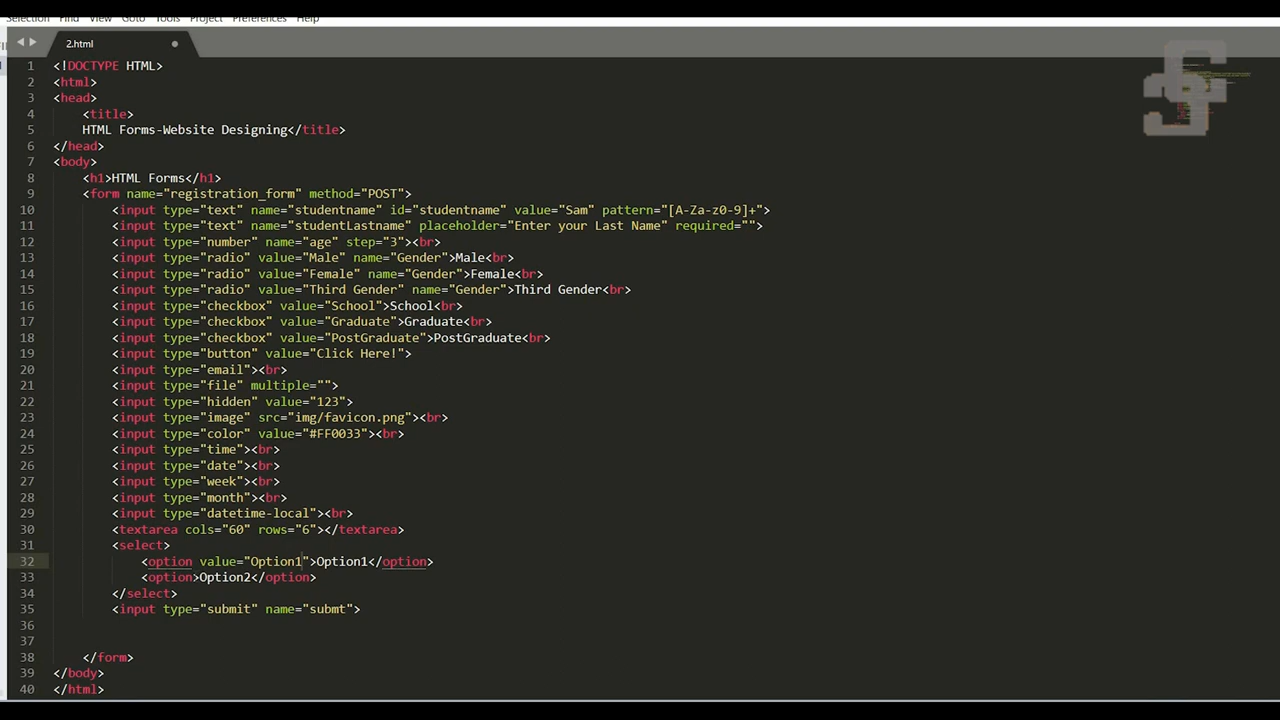 Selection Find View Goto Tools Project Preferences Help
2.html
1 <!DOCTYPE HTML>
2 <html>
3 <head>
4 <title>
5 HTML Forms-Website Designing</title>
6 </head>
7 <body>
8 <h1>HTML Forms</h1>
9 <form name="registration_form" method="POST">
10 <input type="text" name="studentname" id="studentname" value="Sam" pattern="[A-Za-z0-9]+">
11 <input type="text" name="studentLastname" placeholder="Enter your Last Name" required="">
12 <input type="number" name="age" step="3"><br>
13 <input type="radio" value="Male" name="Gender">Male<br>
14 <input type="radio" value="Female" name="Gender">Female<br>
15 <input type="radio" value="Third Gender" name="Gender">Third Gender<br>
16 <input type="checkbox" value="School">School<br>
17 <input type="checkbox" value="Graduate">Graduate<br>
18 <input type="checkbox" value="PostGraduate">PostGraduate<br>
19 <input type="button" value="Click Here!">
20 <input type="email"><br>
21 <input type="file" multiple="">
22 <input type="hidden" value="123">
23 <input type="image" src="img/favicon.png"><br>
24 <input type="color" value="#FF0033"><br>
25 <input type="time"><br>
26 <input type="date"><br>
27 <input type="week"><br>
28 <input type="month"><br>
29 <input type="datetime-local"><br>
30 <textarea cols="60" rows="6"></textarea>
31 <select>
32 <option value="Option1">Option1</option>
33 <option>Option2</option>
34 </select>
35 <input type="submit" name="submt">
36
37
38 </form>
39 </body>
40 </html>